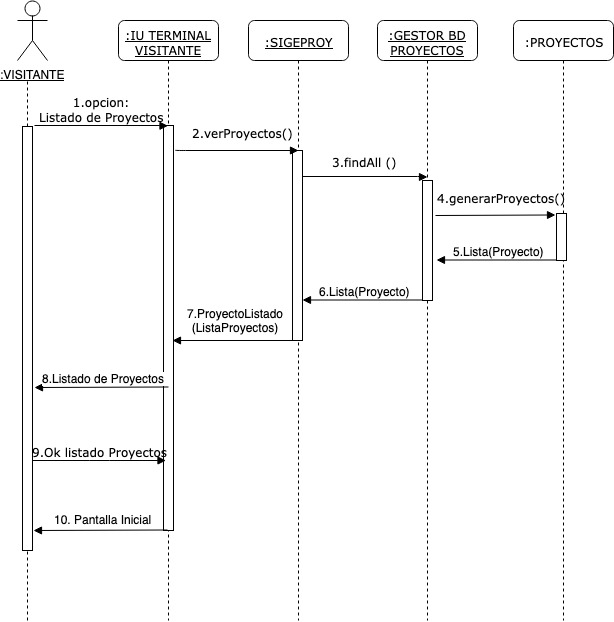 :VISITANTE
:IU TERMINAL
VISITANTE
:SIGEPROY
:GESTOR BD
PROYECTOS
:PROYECTOS
1.opcion:
Listado de Proyectos
2.verProyectos()
3.findAll ()
4.generarProyectos()
5.Lista(Proyecto)
6.Lista(Proyecto)
7.ProyectoListado
(ListaProyectos)
8.Listado de Proyectos
9.Ok listado Proyectos
10. Pantalla Inicial